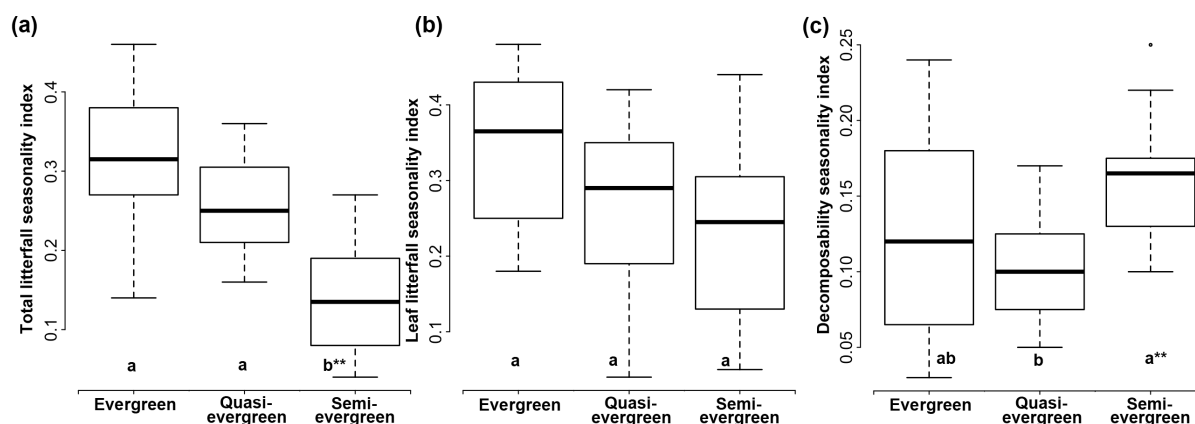 (a)
Total litterfall seasonality index
0.4
0.3
0.2
0.1
a
a
b**
Evergreen
Quasi-
evergreen
Semi-
evergreen
(b)
Leaf litterfall seasonality index
0.4
0.3
0.2
0.1
a
a
a
Evergreen
Quasi-
evergreen
Semi-
evergreen
(c)
Decomposability seasonality index
0.25
0.20
0.15
0.10
0.05
ab
b
a**
Evergreen
Quasi-
evergreen
Semi-
evergreen